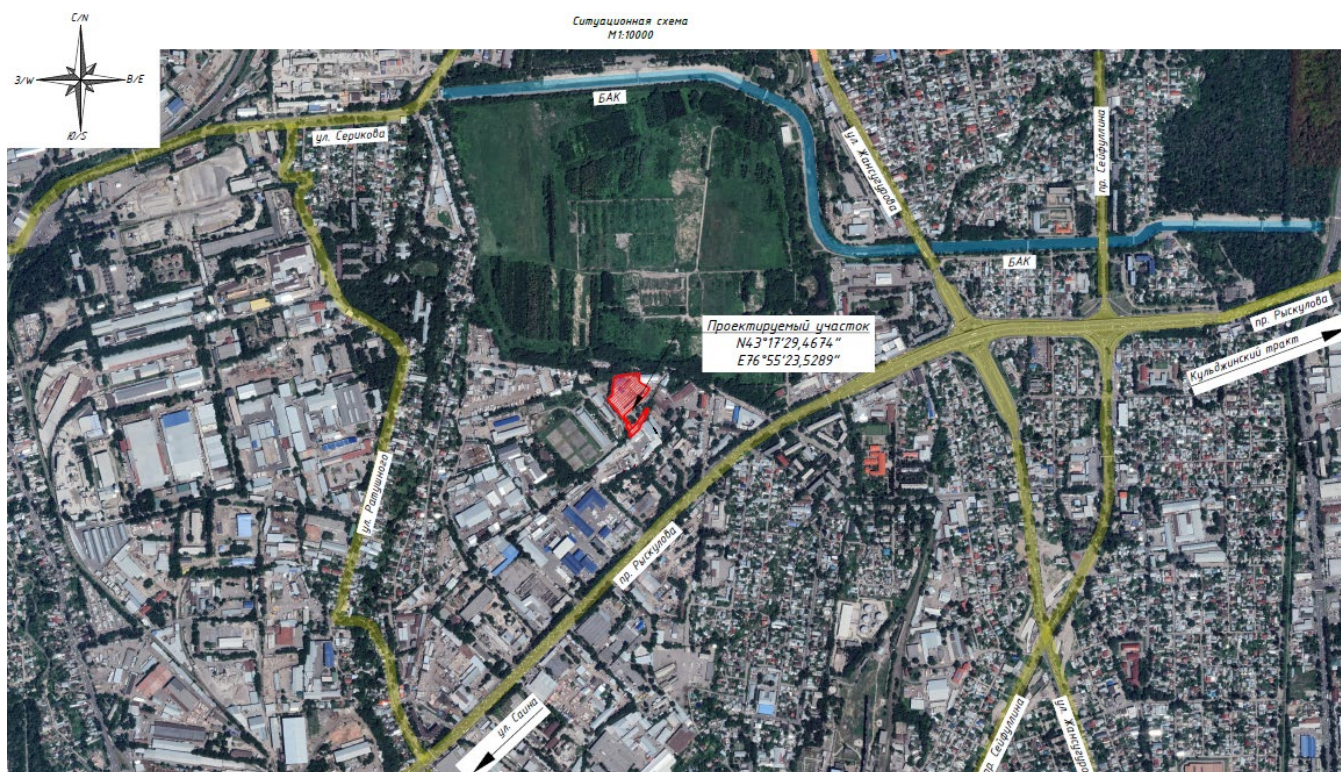 С/N
З/W
В/E
Ю/S
Ситуационная схема
М1:10000
БАК
ул. Серикова
ул. Жансугурова
пр. Сейфуллина
БАК
пр. Рыскулова
Кульджинский тракт
Проектируемый участок
N43°17'29,4674"
E76°55'23,5289"
ул. Ратушного
пр. Рыскулова
ул. Саина
пр. Сейфуллина
ул. Жансугуро